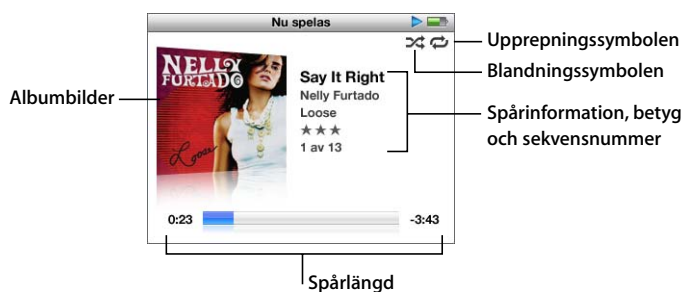 Nu spelas
Upprepningssymbolen
Blandningssymbolen
Albumbilder
NELLY
FURTADO
Loose
Say It Right
Nelly Furtado
Loose
1 av 13
Spårinformation, betyg
och sekvensnummer
0:23
-3:43
Spårlängd